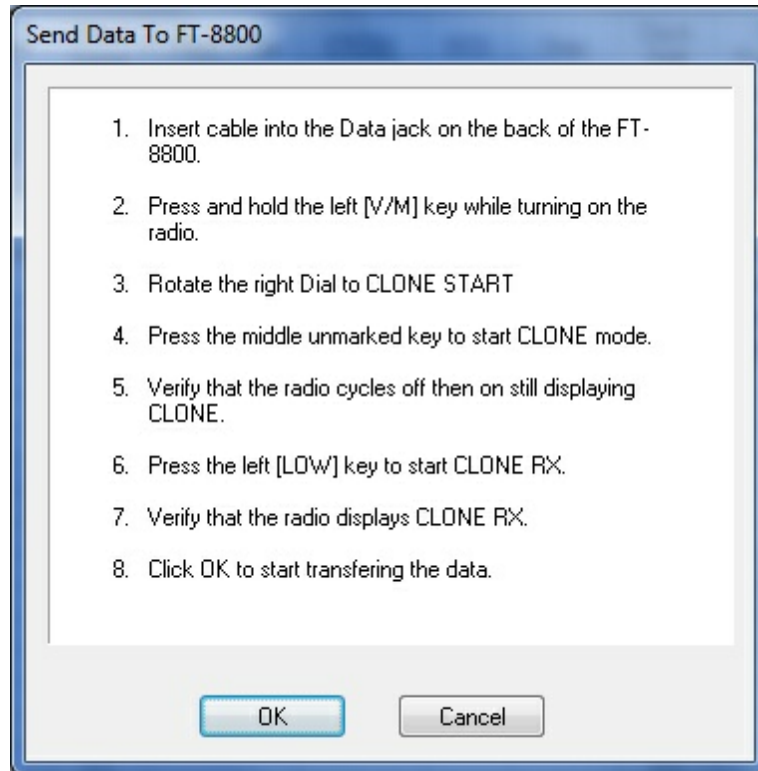 Send Data To FT-8800
1. Insert cable into the Data jack on the back of the FT-
8800.
2. Press and hold the left [V/M] key while turning on the
radio.
3. Rotate the right Dial to CLONE START
4. Press the middle unmarked key to start CLONE mode.
5. Verify that the radio cycles off then on still displaying
CLONE.
6. Press the left [LOW] key to start CLONE RX.
7. Verify that the radio displays CLONE RX.
8. Click OK to start transfering the data.
OK Cancel